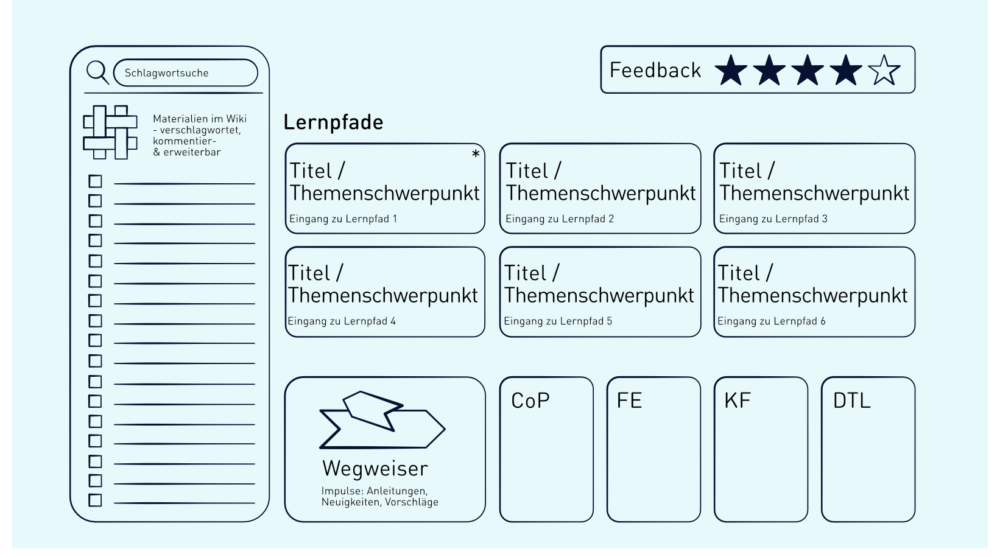 Schlagwortsuche
Materialien im Wiki
- verschlagwortet,
kommentier-
& erweiterbar
Feedback
Lernpfade
*
Titel /
Themenschwerpunkt
Eingang zu Lernpfad 1
Titel /
Themenschwerpunkt
Eingang zu Lernpfad 2
Titel /
Themenschwerpunkt
Eingang zu Lernpfad 3
Titel /
Themenschwerpunkt
Eingang zu Lernpfad 4
Titel /
Themenschwerpunkt
Eingang zu Lernpfad 5
Titel /
Themenschwerpunkt
Eingang zu Lernpfad 6
Wegweiser
Impulse: Anleitungen,
Neuigkeiten, Vorschläge
CoP
FE
KF
DTL